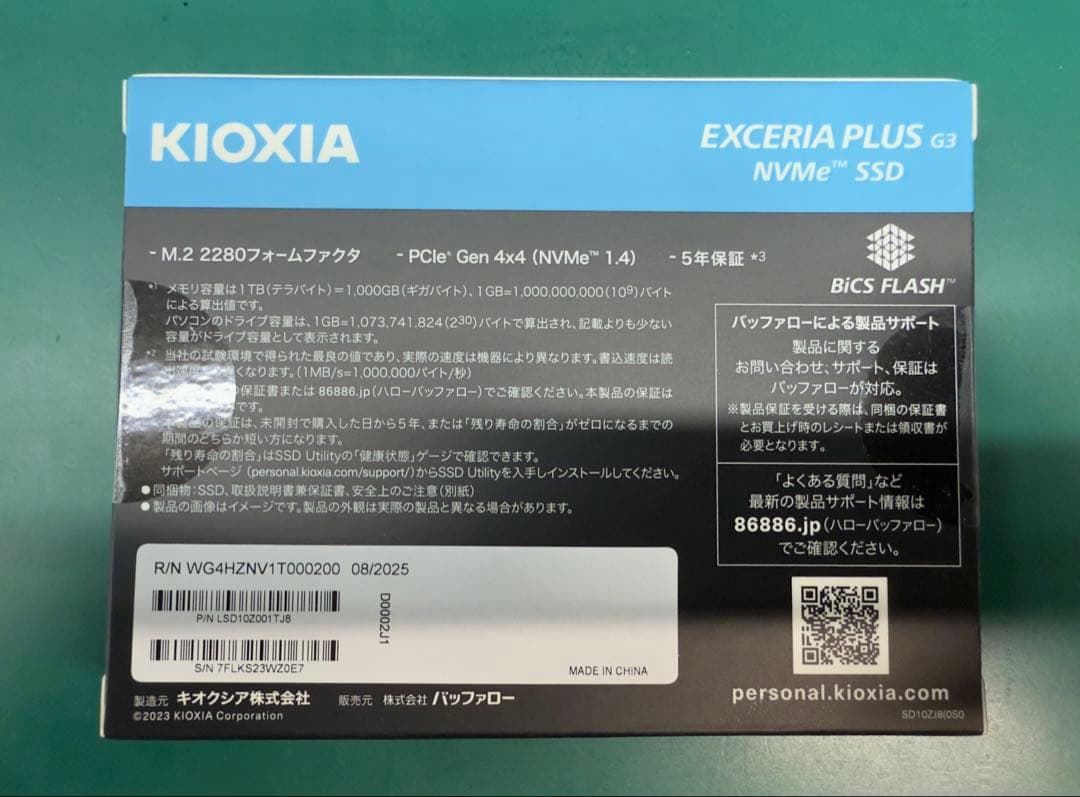 KIOXIA
EXCERIA PLUS G3
NVMe™ SSD
- M.2 2280フォームファクタ
- PCIe® Gen 4x4 (NVMe™ 1.4)
- 5年保証 *3
BiCS FLASH™
*1 メモリ容量は1TB(テラバイト)=1,000GB(ギガバイト)、1GB=1,000,000,000(10⁹)バイト
による算出値です。
パソコンのドライブ容量は、1GB=1,073,741,824(2³⁰)バイトで算出され、記載よりも少ない
容量がドライブ容量として表示されます。
*2 当社の試験環境で得られた最良の値であり、実際の速度は機器により異なります。書込速度は読
くなります。(1MB/s=1,000,000バイト/秒)
の保証書または 86886.jp(ハローバッファロー)でご確認ください。本製品の保証は
です。
本製品の保証は、未開封で購入した日から5年、または「残り寿命の割合」がゼロになるまでの
期間のどちらか短い方になります。
「残り寿命の割合」はSSD Utilityの「健康状態」ゲージで確認できます。
サポートページ (personal.kioxia.com/support/)からSSD Utilityを入手しインストールしてください。
●同梱物:SSD、取扱説明書兼保証書、安全上のご注意(別紙)
●製品の画像はイメージです。製品の外観は実際の製品と異なる場合があります。
バッファローによる製品サポート
製品に関する
お問い合わせ、サポート、保証は
バッファローが対応。
※製品保証を受ける際は、同梱の保証書
とお買上げ時のレシートまたは領収書が
必要となります。
「よくある質問」など
最新の製品サポート情報は
86886.jp(ハローバッファロー)
でご確認ください。
R/N WG4HZNV1T000200 08/2025
P/N LSD10Z001TJ8
D0002J1
S/N 7FLKS23WZ0E7
MADE IN CHINA
製造元 キオクシア株式会社 販売元 株式会社 バッファロー
©2023 KIOXIA Corporation
personal.kioxia.com
SD10ZJ8(0S0